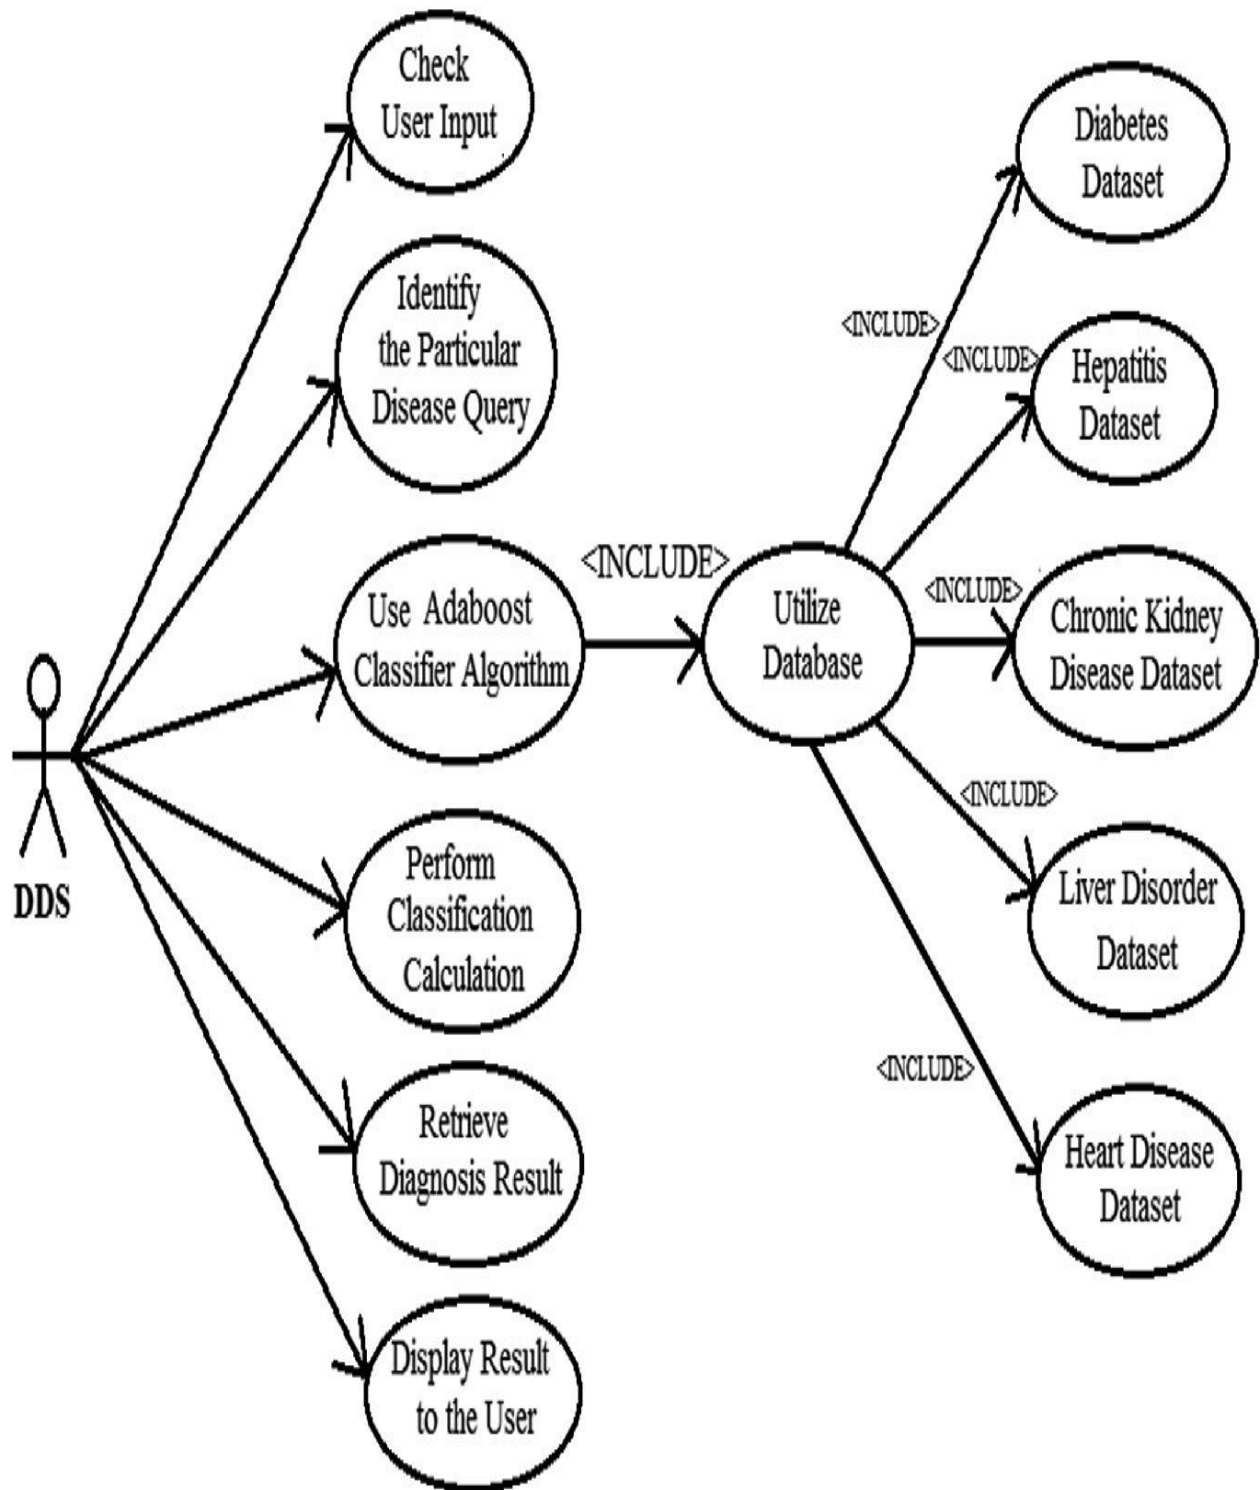 Check
User Input
Identify
the Particular
Disease Query
Use Adaboost
Classifier Algorithm
Perform
Classification
Calculation
Retrieve
Diagnosis Result
Display Result
to the User
DDS
<INCLUDE>
Utilize
Database
<INCLUDE>
Diabetes
Dataset
<INCLUDE>
Hepatitis
Dataset
<INCLUDE>
Chronic Kidney
Disease Dataset
<INCLUDE>
Liver Disorder
Dataset
<INCLUDE>
Heart Disease
Dataset